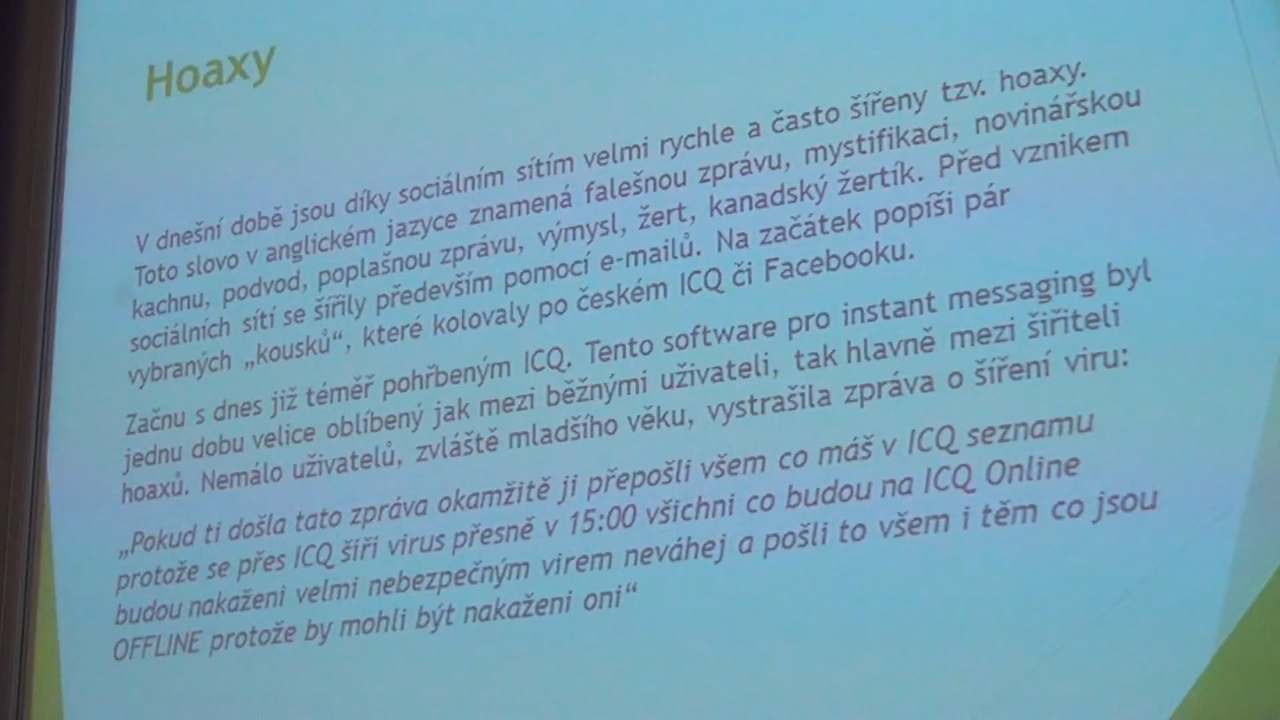 Hoaxy
V dnešní době jsou díky sociálním sítím velmi rychle a často šířeny tzv. hoaxy.
Toto slovo v anglickém jazyce znamená falešnou zprávu, mystifikaci, novinářskou
kachnu, podvod, poplašnou zprávu, výmysl, žert, kanadský žertík. Před vznikem
sociálních sítí se šířily především pomocí e-mailů. Na začátek popíši pár
vybraných „kousků“, které kolovaly po českém ICQ či Facebooku.
Začnu s dnes již téměř pohřbeným ICQ. Tento software pro instant messaging byl
jednu dobu velice oblíbený jak mezi běžnými uživateli, tak hlavně mezi šiřiteli
hoaxů. Nemálo uživatelů, zvláště mladšího věku, vystrašila zpráva o šíření viru:
„Pokud ti došla tato zpráva okamžitě ji přepošli všem co máš v ICQ seznamu
protože se přes ICQ šíří virus přesně v 15:00 všichni co budou na ICQ Online
budou nakaženi velmi nebezpečným virem neváhej a pošli to všem i těm co jsou
OFFLINE protože by mohli být nakaženi oni“